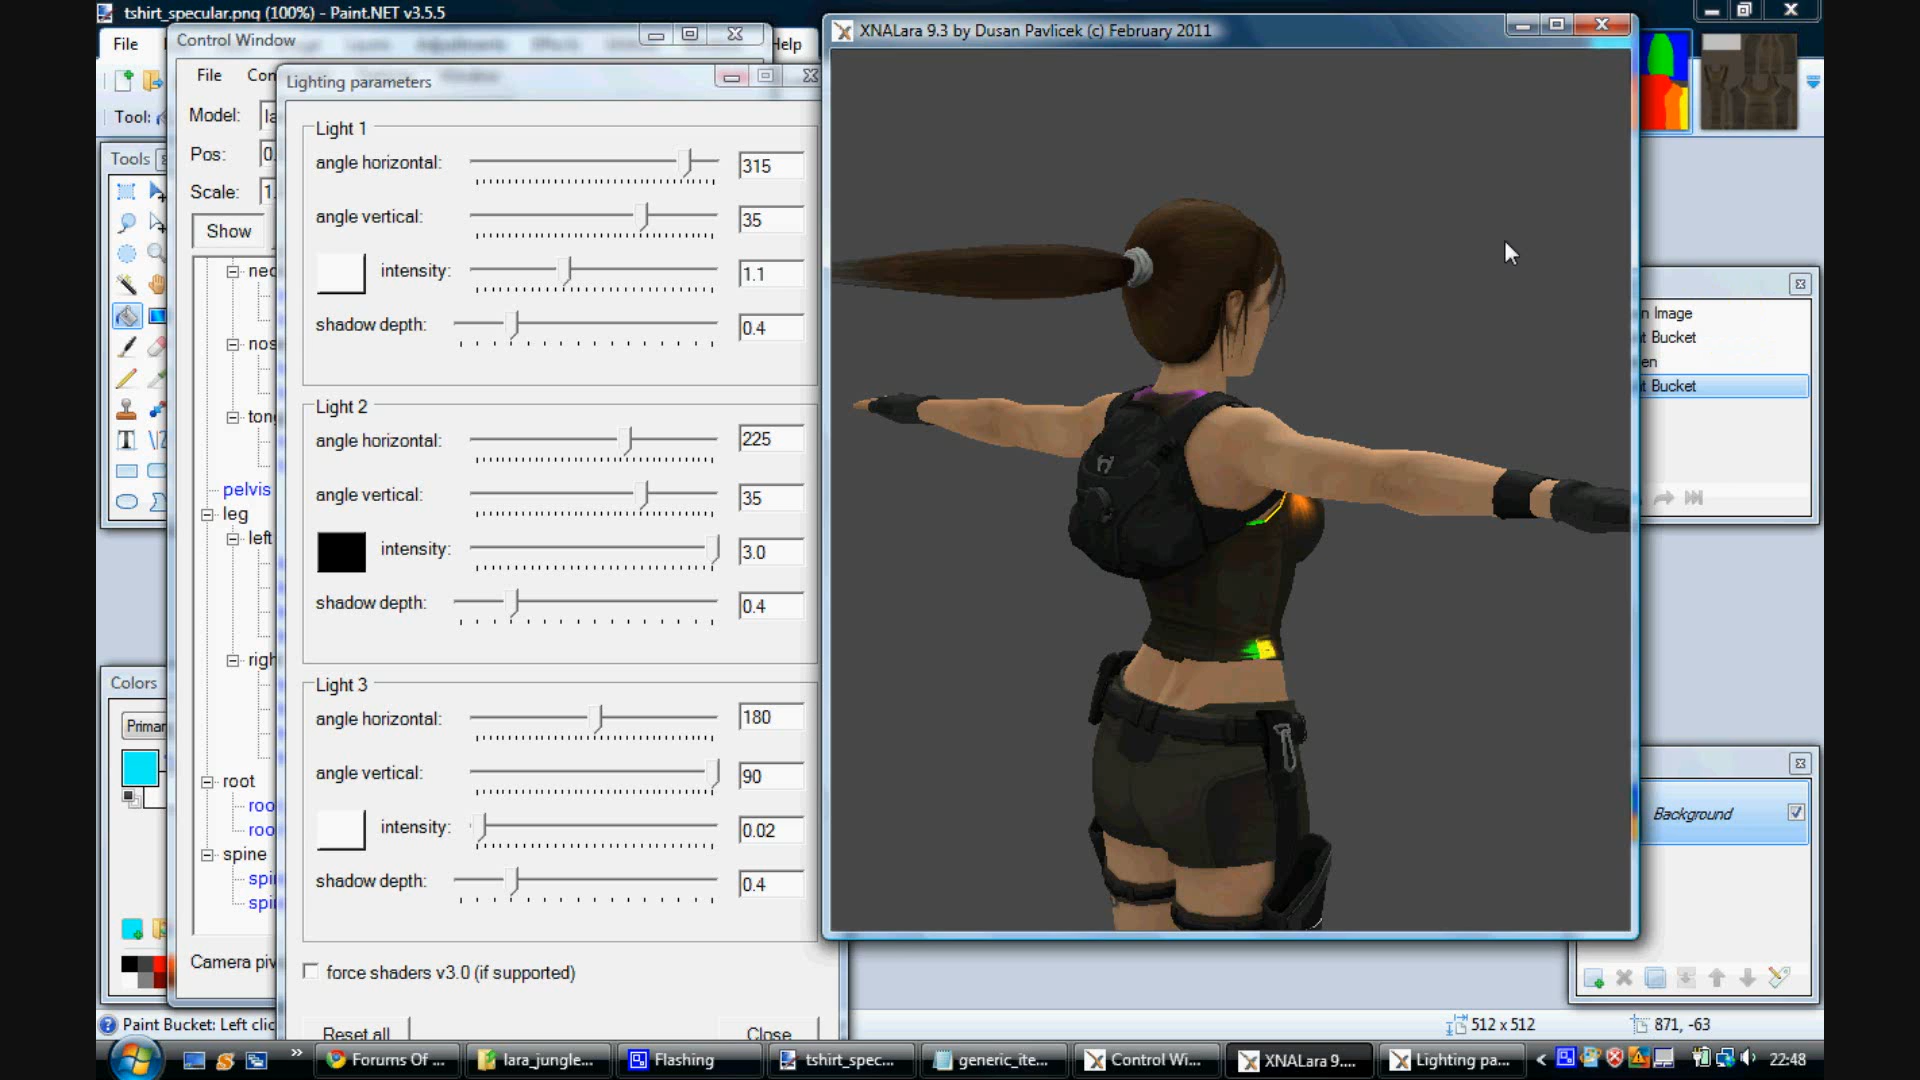 tshirt_specular.png (100%) - Paint.NET v3.5.5
File
Help
Tool:
Tools
Control Window
File
Model:
Pos:
Scale:
Show
pelvis
leg
left
root
spine
Camera
Lighting parameters
Light 1
angle horizontal: 315
angle vertical: 35
intensity: 1.1
shadow depth: 0.4
Light 2
angle horizontal: 225
angle vertical: 35
intensity: 3.0
shadow depth: 0.4
Light 3
angle horizontal: 180
angle vertical: 90
intensity: 0.02
shadow depth: 0.4
force shaders v3.0 (if supported)
Reset all
Close
XNALara 9.3 by Dusan Pavlicek (c) February 2011
Image
Bucket
Bucket
Colors
Background
Paint Bucket: Left
512 x 512
871, -63
Forums Of ...
lara_jungle...
Flashing
tshirt_spec...
generic_ite...
Control Wi...
XNALara 9....
Lighting pa...
22:48